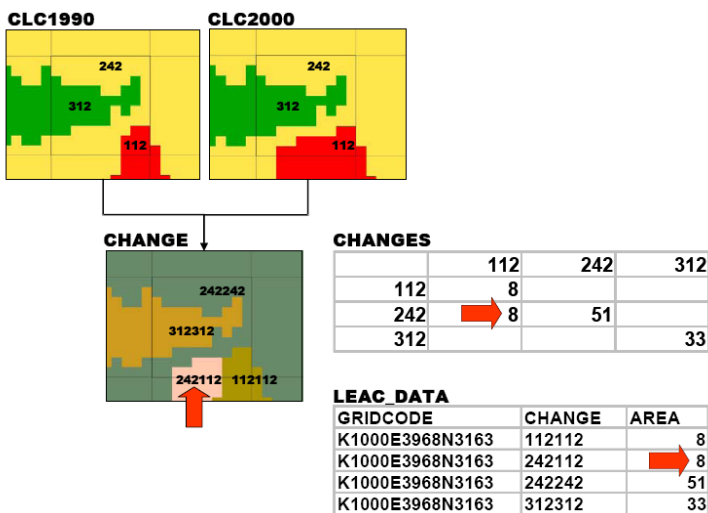 CLC1990
CLC2000
242
312
112
242
312
112
CHANGE
242242
312312
242112 112112
CHANGES
112 242 312
112 8
242 8 51
312 33
LEAC_DATA
GRIDCODE CHANGE AREA
K1000E3968N3163 112112 8
K1000E3968N3163 242112 8
K1000E3968N3163 242242 51
K1000E3968N3163 312312 33